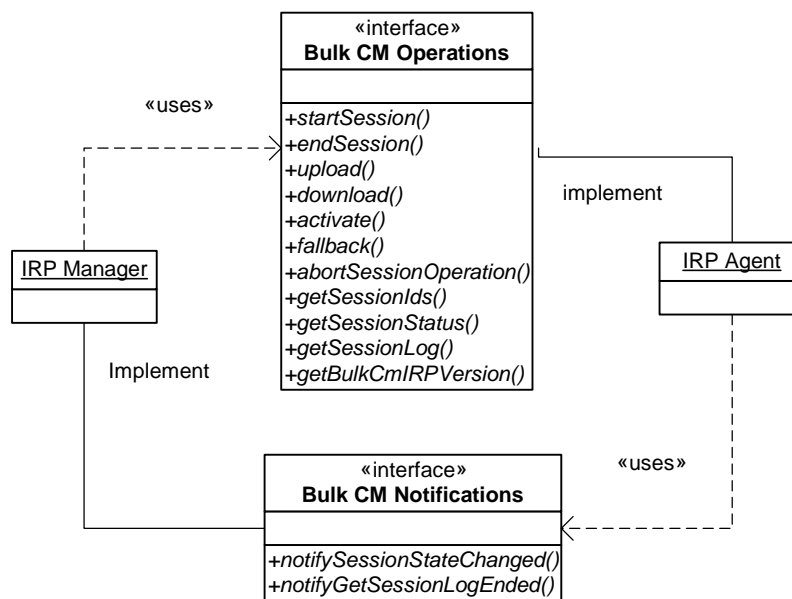 «interface»
Bulk CM Operations
«uses»
+startSession()
+endSession()
+upload()
+download()
+activate()
+fallback()
+abortSessionOperation()
+getSessionIds()
+getSessionStatus()
+getSessionLog()
+getBulkCmIRPVersion()
implement
IRP Manager
IRP Agent
Implement
«uses»
«interface»
Bulk CM Notifications
+notifySessionStateChanged()
+notifyGetSessionLogEnded()